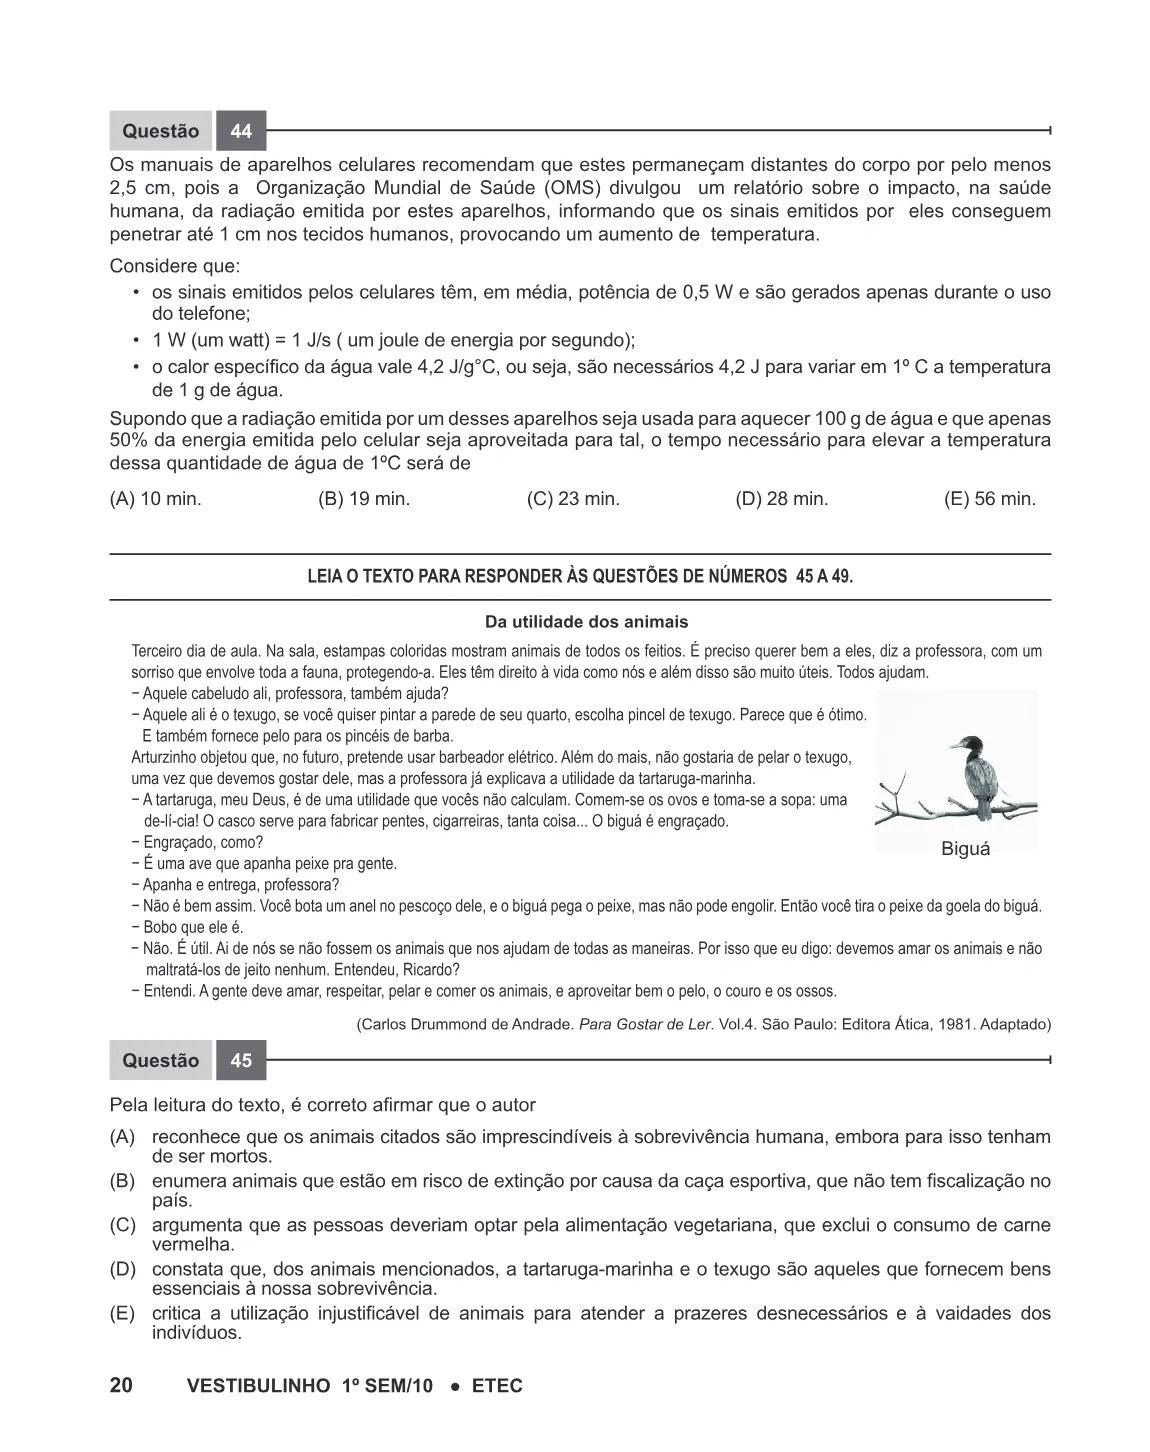 Questão 44
Os manuais de aparelhos celulares recomendam que estes permaneçam distantes do corpo por pelo menos
2,5 cm, pois a Organização Mundial de Saúde (OMS) divulgou um relatório sobre o impacto, na saúde
humana, da radiação emitida por estes aparelhos, informando que os sinais emitidos por eles conseguem
penetrar até 1 cm nos tecidos humanos, provocando um aumento de temperatura.
Considere que:
• os sinais emitidos pelos celulares têm, em média, potência de 0,5 W e são gerados apenas durante o uso
do telefone;
• 1 W (um watt) = 1 J/s ( um joule de energia por segundo);
• o calor específico da água vale 4,2 J/g°C, ou seja, são necessários 4,2 J para variar em 1º C a temperatura
de 1 g de água.
Supondo que a radiação emitida por um desses aparelhos seja usada para aquecer 100 g de água e que apenas
50% da energia emitida pelo celular seja aproveitada para tal, o tempo necessário para elevar a temperatura
dessa quantidade de água de 1ºC será de
(A) 10 min. (B) 19 min. (C) 23 min. (D) 28 min. (E) 56 min.
LEIA O TEXTO PARA RESPONDER ÀS QUESTÕES DE NÚMEROS 45 A 49.
Da utilidade dos animais
Terceiro dia de aula. Na sala, estampas coloridas mostram animais de todos os feitios. É preciso querer bem a eles, diz a professora, com um
sorriso que envolve toda a fauna, protegendo-a. Eles têm direito à vida como nós e além disso são muito úteis. Todos ajudam.
− Aquele cabeludo ali, professora, também ajuda?
− Aquele ali é o texugo, se você quiser pintar a parede de seu quarto, escolha pincel de texugo. Parece que é ótimo.
E também fornece pelo para os pincéis de barba.
Arturzinho objetou que, no futuro, pretende usar barbeador elétrico. Além do mais, não gostaria de pelar o texugo,
uma vez que devemos gostar dele, mas a professora já explicava a utilidade da tartaruga-marinha.
− A tartaruga, meu Deus, é de uma utilidade que vocês não calculam. Comem-se os ovos e toma-se a sopa: uma
de-lí-cia! O casco serve para fabricar pentes, cigarreiras, tanta coisa... O biguá é engraçado.
− Engraçado, como?
− É uma ave que apanha peixe pra gente.
− Apanha e entrega, professora?
− Não é bem assim. Você bota um anel no pescoço dele, e o biguá pega o peixe, mas não pode engolir. Então você tira o peixe da goela do biguá.
− Bobo que ele é.
− Não. É útil. Ai de nós se não fossem os animais que nos ajudam de todas as maneiras. Por isso que eu digo: devemos amar os animais e não
maltratá-los de jeito nenhum. Entendeu, Ricardo?
− Entendi. A gente deve amar, respeitar, pelar e comer os animais, e aproveitar bem o pelo, o couro e os ossos.
Biguá
(Carlos Drummond de Andrade. Para Gostar de Ler. Vol.4. São Paulo: Editora Ática, 1981. Adaptado)
Questão 45
Pela leitura do texto, é correto afirmar que o autor
(A) reconhece que os animais citados são imprescindíveis à sobrevivência humana, embora para isso tenham
de ser mortos.
(B) enumera animais que estão em risco de extinção por causa da caça esportiva, que não tem fiscalização no
país.
(C) argumenta que as pessoas deveriam optar pela alimentação vegetariana, que exclui o consumo de carne
vermelha.
(D) constata que, dos animais mencionados, a tartaruga-marinha e o texugo são aqueles que fornecem bens
essenciais à nossa sobrevivência.
(E) critica a utilização injustificável de animais para atender a prazeres desnecessários e à vaidades dos
indivíduos.
20 VESTIBULINHO 1º SEM/10 ● ETEC